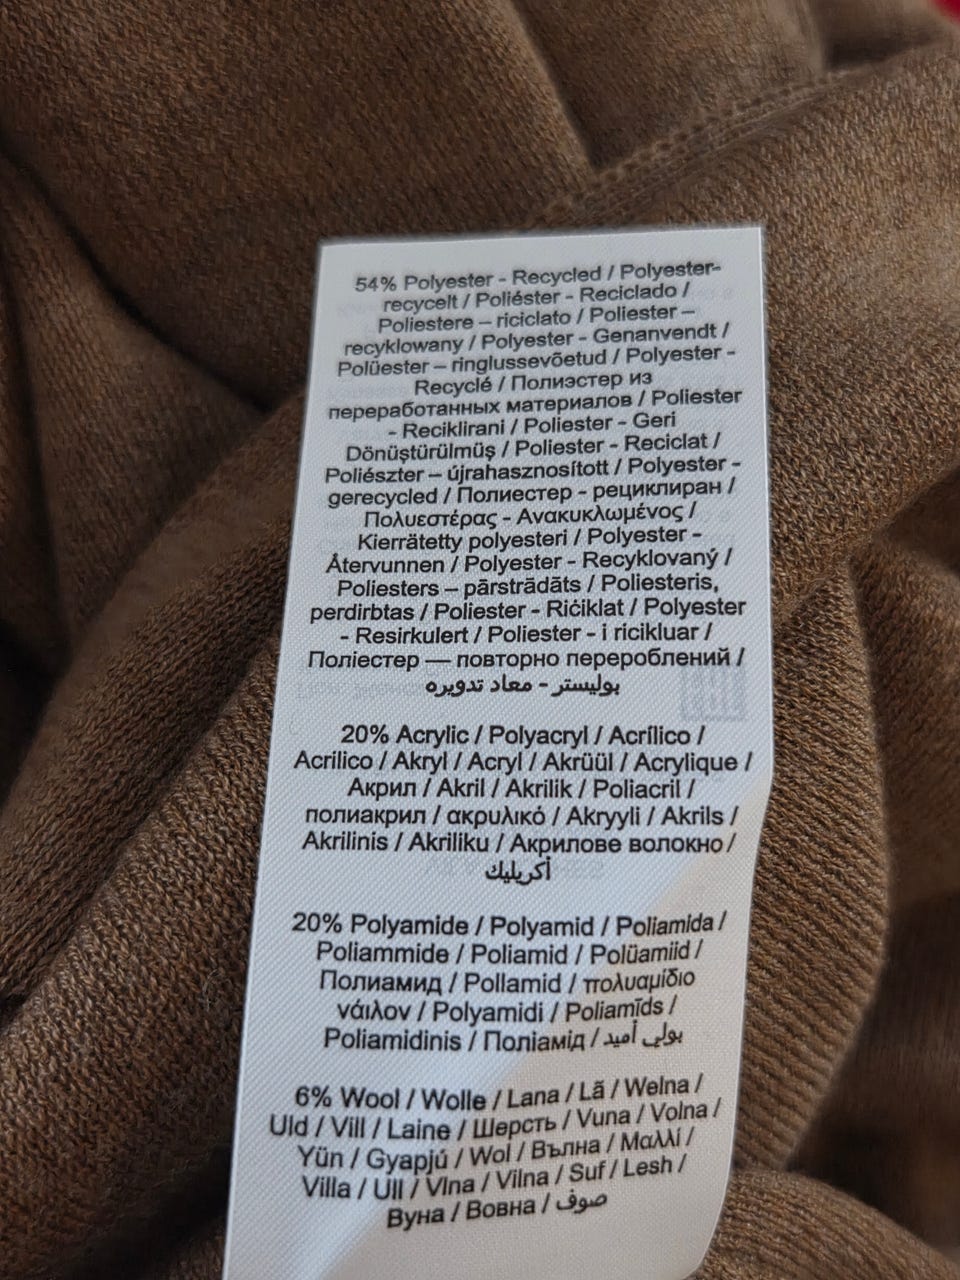 54% Polyester - Recycled / Polyester-
recycelt / Poliéster - Reciclado /
Poliestere – riciclato / Poliester –
recyklowany / Polyester - Genanvendt /
Polüester – ringlussevõetud / Polyester -
Recyclé / Полиэстер из
переработанных материалов / Poliester
- Reciklirani / Poliester - Geri
Dönüştürülmüş / Poliester - Reciclat /
Poliészter – újrahasznosított / Polyester -
gerecycled / Полиестер - рециклиран /
Πολυεστέρας - Ανακυκλωμένος /
Kierrätetty polyesteri / Polyester -
Återvunnen / Polyester - Recyklovaný /
Poliesters – pārstrādāts / Poliesteris,
perdirbtas / Poliester - Riċiklat / Polyester
- Resirkulert / Poliester - i ricikluar /
Поліестер — повторно перероблений /
بوليستر - معاد تدويره
20% Acrylic / Polyacryl / Acrílico /
Acrilico / Akryl / Acryl / Akrüül / Acrylique /
Акрил / Akril / Akrilik / Poliacril /
полиакрил / ακρυλικό / Akryyli / Akrils /
Akrilinis / Akriliku / Акрилове волокно /
أكريليك
20% Polyamide / Polyamid / Poliamida /
Poliammide / Poliamid / Polüamiid /
Полиамид / Pollamid / πολυαμίδιο
νάιλον / Polyamidi / Poliamīds /
Poliamidinis / Поліамід / بولي أميد
6% Wool / Wolle / Lana / Lã / Wełna /
Uld / Vill / Laine / Шерсть / Vuna / Volna /
Yün / Gyapjú / Wol / Вълна / Μαλλί /
Villa / Ull / Vlna / Vilna / Suf / Lesh /
Вуна / Вовна / صوف